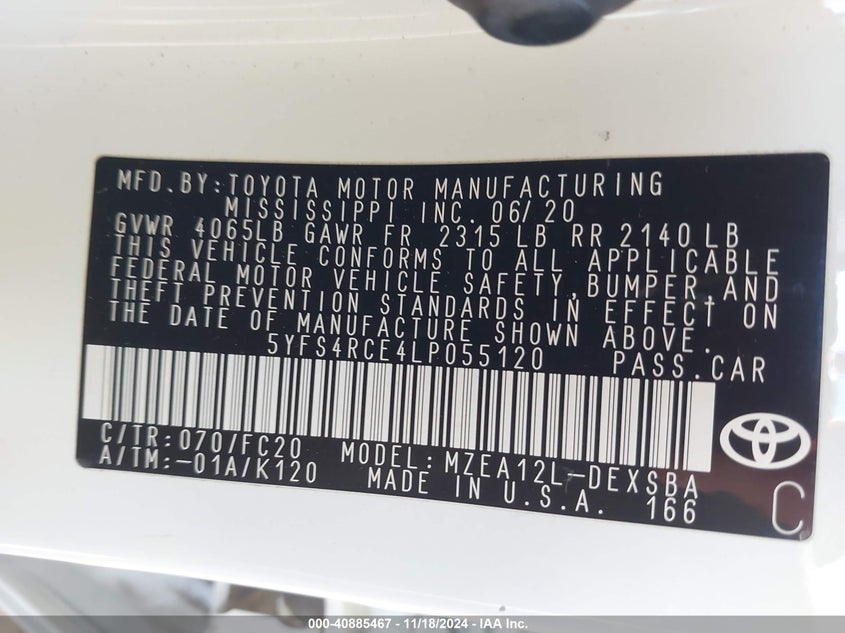 MFD.BY:TOYOTA MOTOR MANUFACTURING
MISSISSIPPI INC. 06/20
GVWR 4065LB GAWR FR 2315 LB RR 2140LB
THIS VEHICLE CONFORMS TO ALL APPLICABLE
FEDERAL MOTOR VEHICLE SAFETY,BUMPER,AND
THEFT PREVENTION STANDARDS IN EFFECT ON
THE DATE OF MANUFACTURE SHOWN ABOVE.
5YFS4RCE4LP055120 PASS.CAR
C/TR:070/FC20 MODEL:MZEA12L-DEXSBA
A/TM:-01A/K120 MADE IN U.S.A. 166
C
000-40885467 - 11/18/2024 - IAA Inc.